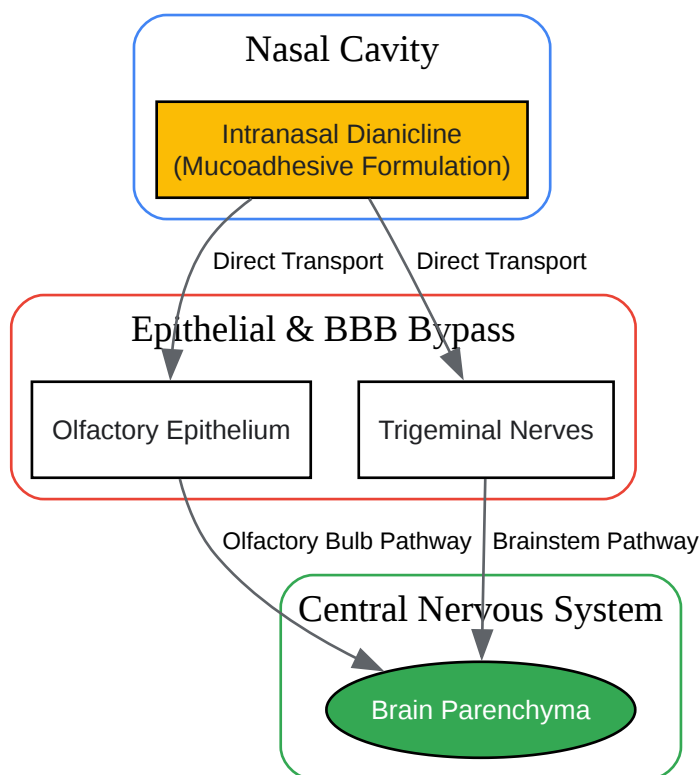 Nasal Cavity
Intranasal Dianicline
(Mucoadhesive Formulation)
Direct Transport
Direct Transport
Epithelial & BBB Bypass
Olfactory Epithelium
Trigeminal Nerves
Olfactory Bulb Pathway
Brainstem Pathway
Central Nervous System
Brain Parenchyma